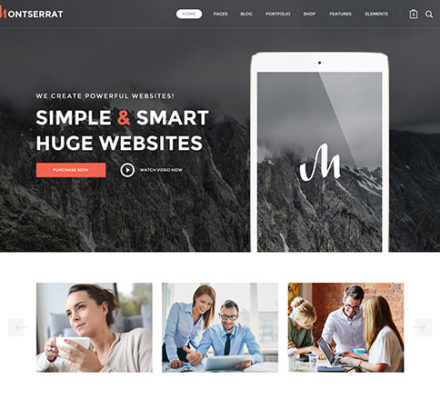 MONTSERRAT
HOME PAGES BLOG PORTFOLIO SHOP FEATURES ELEMENTS
WE CREATE POWERFUL WEBSITES!
SIMPLE & SMART
HUGE WEBSITES
PURCHASE NOW WATCH VIDEO NOW
M